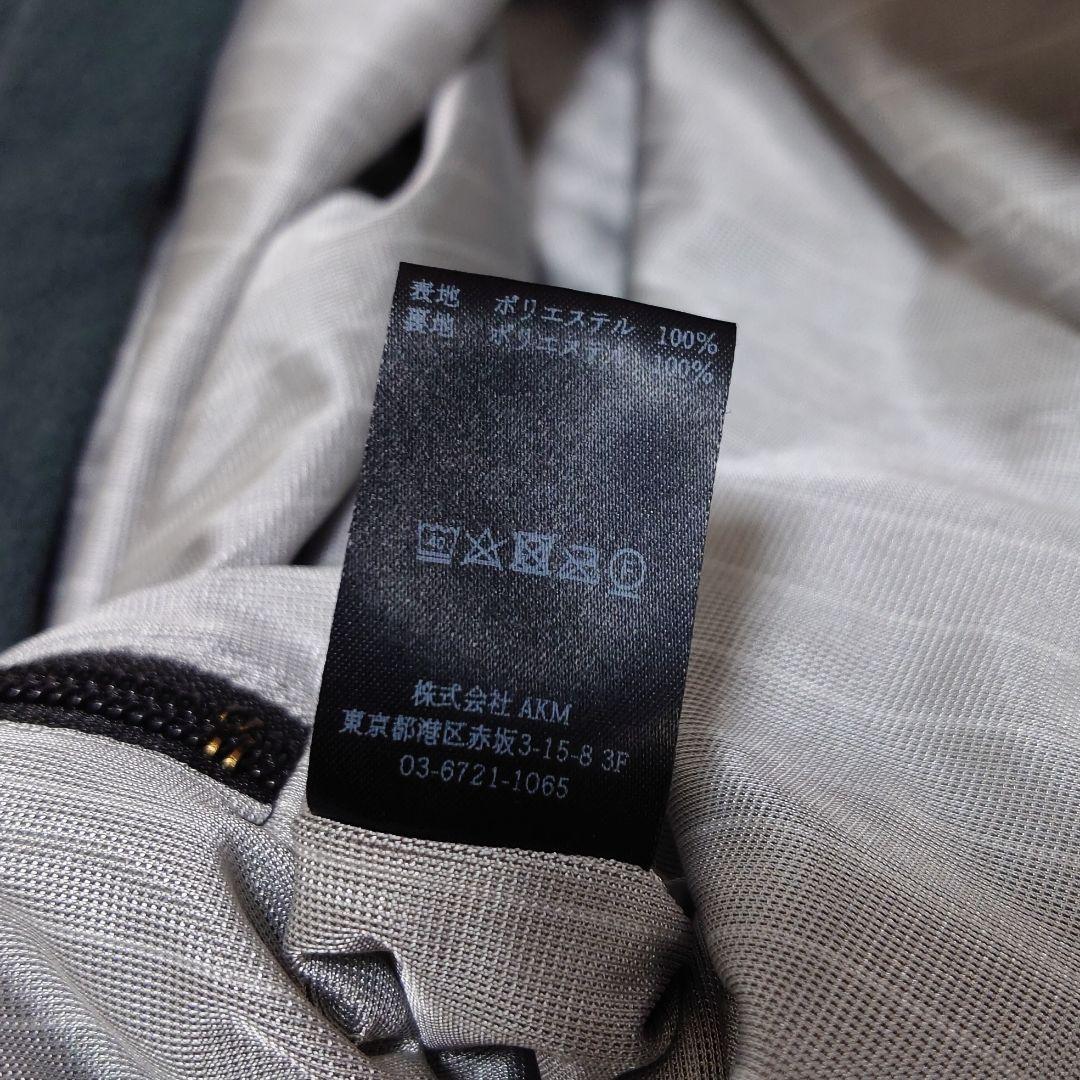 表地 ポリエステル 100%
裏地 ポリエステル 100%
株式会社 AKM
東京都港区赤坂3-15-8 3F
03-6721-1065